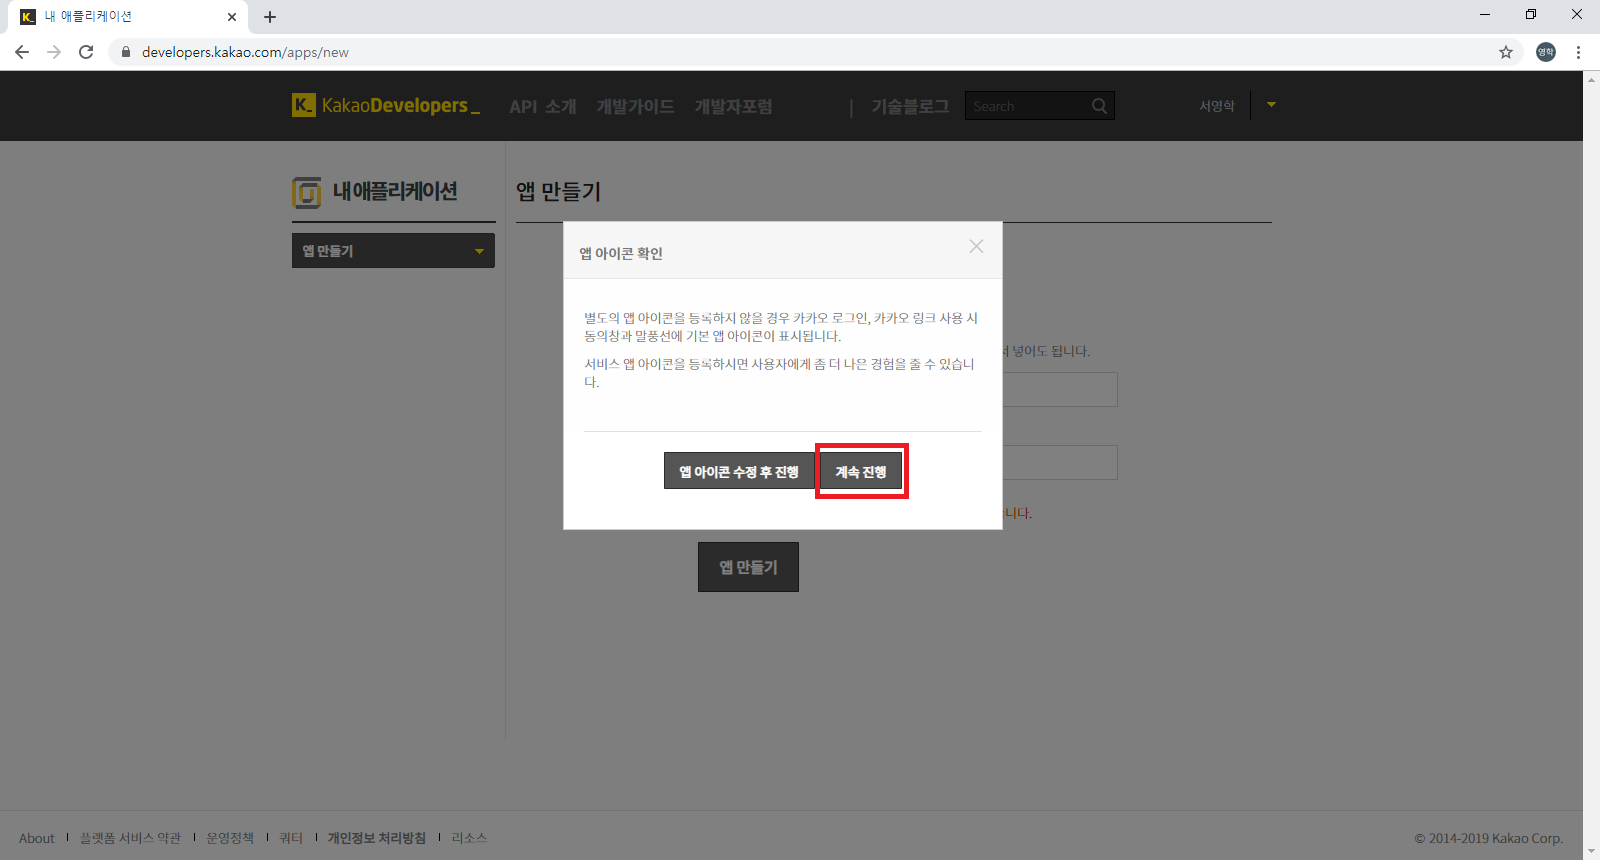 내 애플리케이션
developers.kakao.com/apps/new
영학
K_ KakaoDevelopers_ API 소개 개발가이드 개발자포럼 | 기술블로그 Search 서영학
내 애플리케이션
앱 만들기
앱 만들기
앱 아이콘 확인
별도의 앱 아이콘을 등록하지 않을 경우 카카오 로그인, 카카오 링크 사용 시
동의창과 말풍선에 기본 앱 아이콘이 표시됩니다.
서비스 앱 아이콘을 등록하시면 사용자에게 좀 더 나은 경험을 줄 수 있습니
다.
넣어도 됩니다.
앱 아이콘 수정 후 진행 계속 진행
니다.
앱 만들기
About 플랫폼 서비스 약관 운영정책 쿼터 개인정보 처리방침 리소스
© 2014-2019 Kakao Corp.